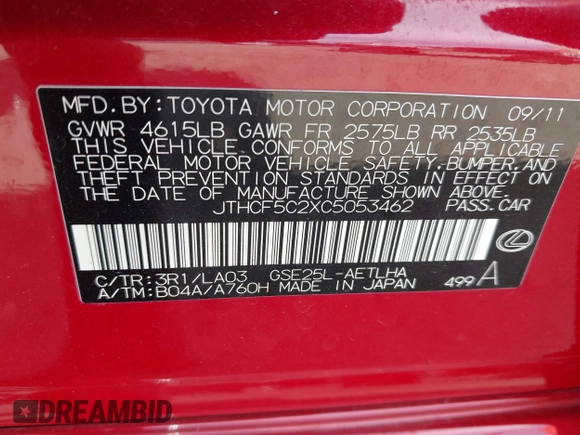 MFD. BY: TOYOTA MOTOR CORPORATION 09/11
GVWR 4615LB GAWR FR 2575LB RR 2535LB
THIS VEHICLE CONFORMS TO ALL APPLICABLE
FEDERAL MOTOR VEHICLE SAFETY, BUMPER, AND
THEFT PREVENTION STANDARDS IN EFFECT ON
THE DATE OF MANUFACTURE SHOWN ABOVE.
JTHCF5C2XC5053462 PASS. CAR
C/TR: 3R1/LA03 GSE25L-AETLHA
A/TM: B04A/A760H MADE IN JAPAN 499 A
DREAMBID